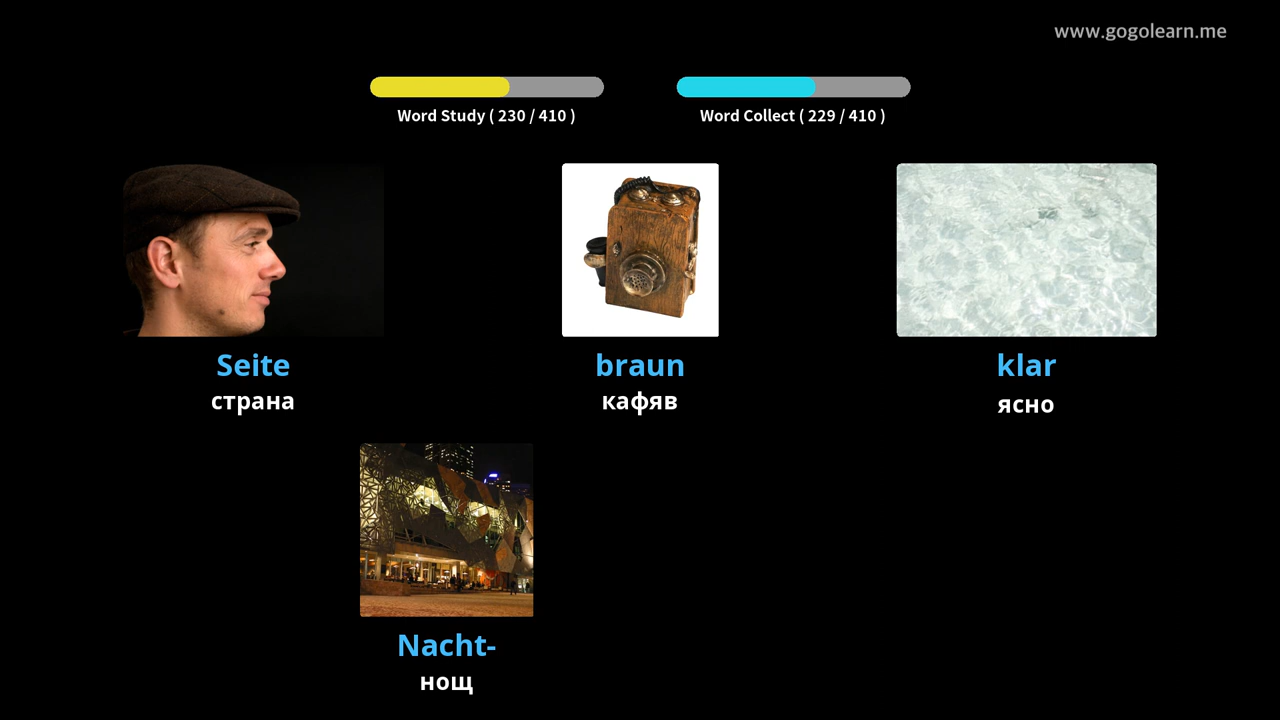 www.gogolearn.me
Word Study ( 230 / 410 )
Word Collect ( 229 / 410 )
Seite
страна
braun
кафяв
klar
ясно
Nacht-
нощ